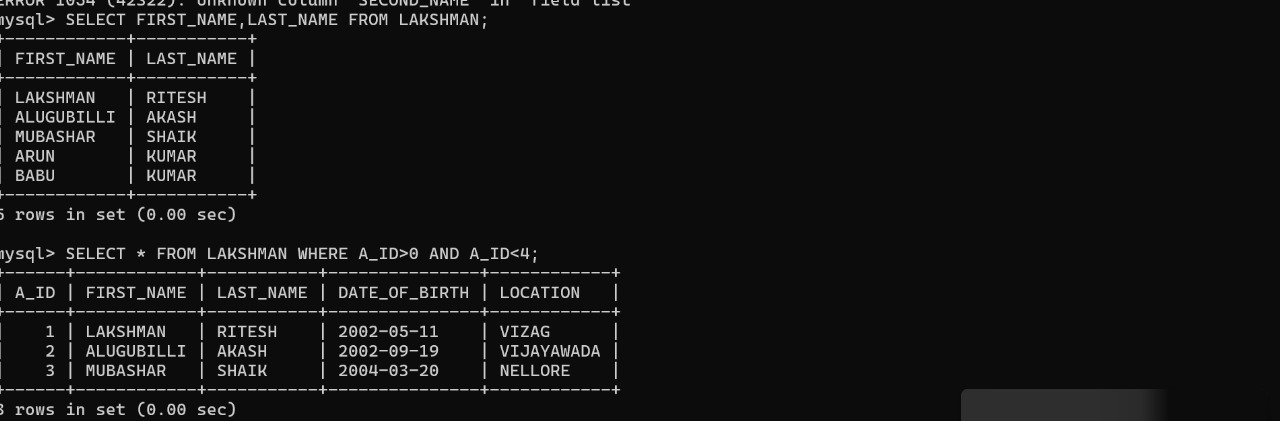 ERROR 1054 (42S22): Unknown column 'SECOND_NAME' in 'field list'
mysql> SELECT FIRST_NAME,LAST_NAME FROM LAKSHMAN;
+------------+-----------+
| FIRST_NAME | LAST_NAME |
+------------+-----------+
| LAKSHMAN   | RITESH    |
| ALUGUBILLI | AKASH     |
| MUBASHAR   | SHAIK     |
| ARUN       | KUMAR     |
| BABU       | KUMAR     |
+------------+-----------+
5 rows in set (0.00 sec)
mysql> SELECT * FROM LAKSHMAN WHERE A_ID>0 AND A_ID<4;
+------+------------+-----------+---------------+------------+
| A_ID | FIRST_NAME | LAST_NAME | DATE_OF_BIRTH | LOCATION   |
+------+------------+-----------+---------------+------------+
|    1 | LAKSHMAN   | RITESH    | 2002-05-11    | VIZAG      |
|    2 | ALUGUBILLI | AKASH     | 2002-09-19    | VIJAYAWADA |
|    3 | MUBASHAR   | SHAIK     | 2004-03-20    | NELLORE    |
+------+------------+-----------+---------------+------------+
3 rows in set (0.00 sec)